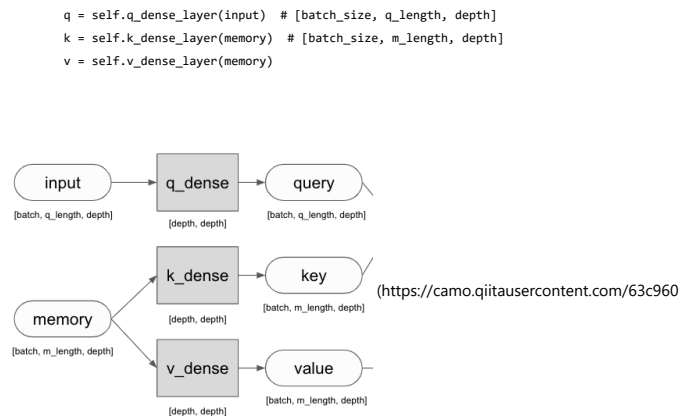 q = self.q_dense_layer(input)  # [batch_size, q_length, depth]
k = self.k_dense_layer(memory)  # [batch_size, m_length, depth]
v = self.v_dense_layer(memory)
input
q_dense
query
[batch, q_length, depth]
[depth, depth]
[batch, q_length, depth]
k_dense
key
(https://camo.qiitausercontent.com/63c960
memory
[depth, depth]
[batch, m_length, depth]
[batch, m_length, depth]
v_dense
value
[depth, depth]
[batch, m_length, depth]